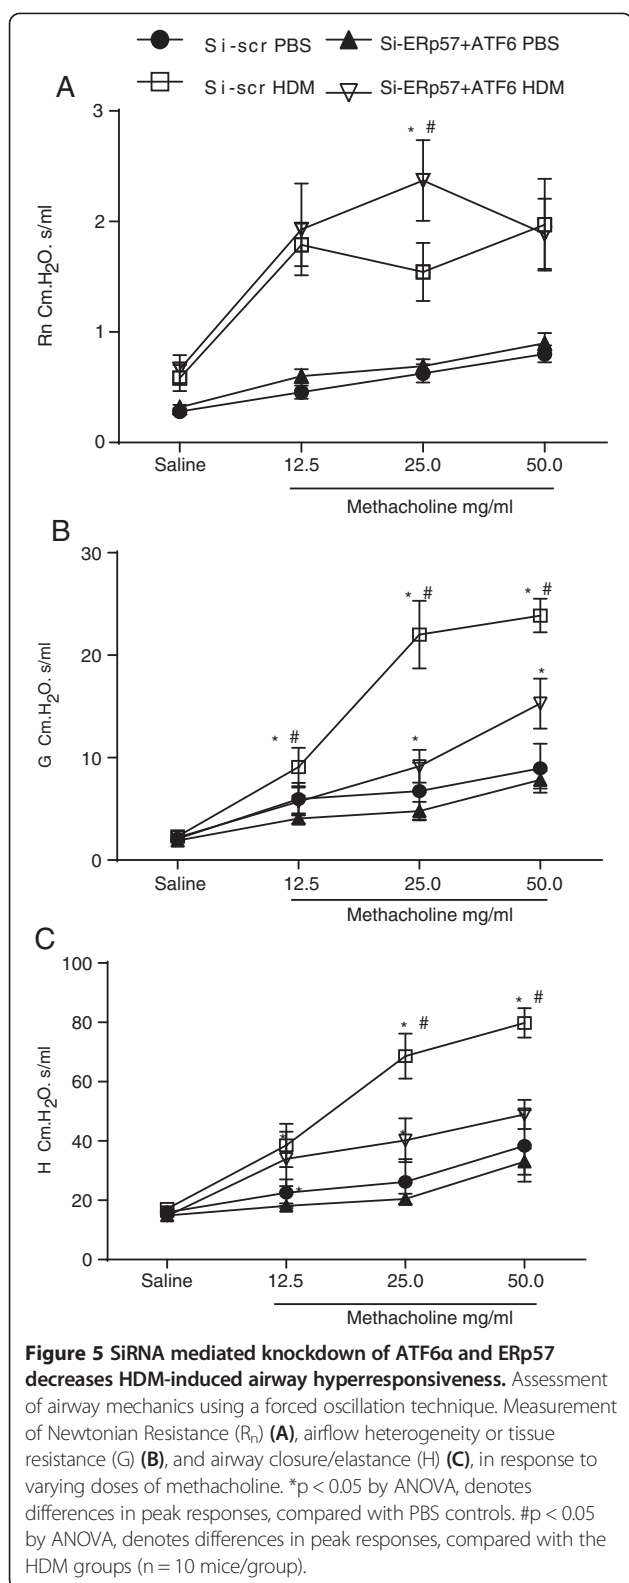 Si-scr PBS
Si-ERp57+ATF6 PBS
Si-scr HDM
Si-ERp57+ATF6 HDM
A
3
* #
2
Rn Cm.H2O. s/ml
1
0
Saline
12.5
25.0
50.0
Methacholine mg/ml
B
30
* #
* #
20
*
G Cm.H2O. s/ml
* #
*
10
0
Saline
12.5
25.0
50.0
Methacholine mg/ml
C
100
* #
* #
80
H Cm.H2O. s/ml
60
*
*
40
*
20
0
Saline
12.5
25.0
50.0
Methacholine mg/ml
Figure 5 SiRNA mediated knockdown of ATF6α and ERp57
decreases HDM-induced airway hyperresponsiveness. Assessment
of airway mechanics using a forced oscillation technique. Measurement
of Newtonian Resistance (Rn) (A), airflow heterogeneity or tissue
resistance (G) (B), and airway closure/elastance (H) (C), in response to
varying doses of methacholine. *p < 0.05 by ANOVA, denotes
differences in peak responses, compared with PBS controls. #p < 0.05
by ANOVA, denotes differences in peak responses, compared with the
HDM groups (n = 10 mice/group).